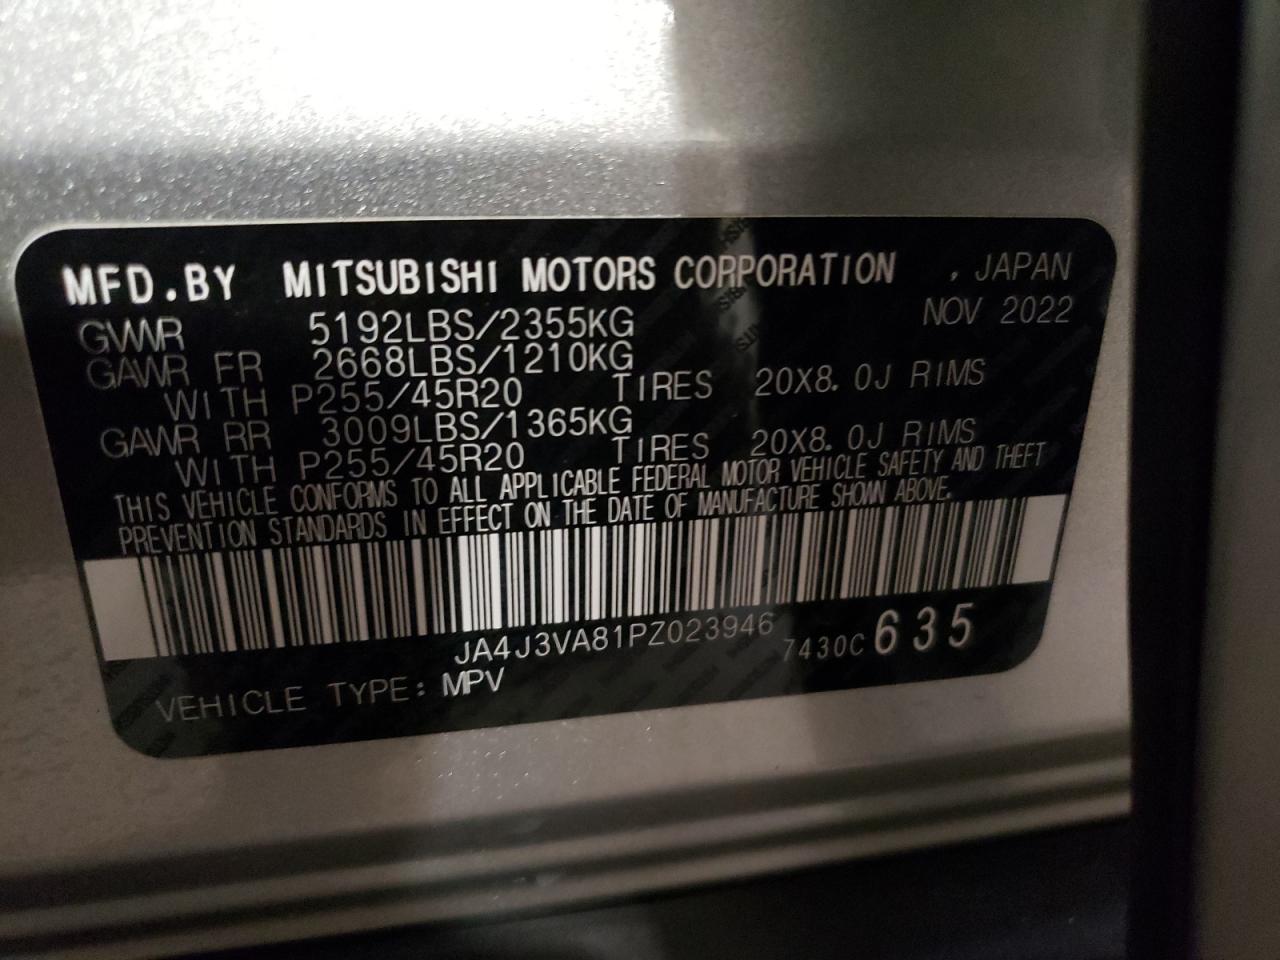 MFD.BY MITSUBISHI MOTORS CORPORATION , JAPAN
NOV 2022
GVWR 5192LBS/2355KG
GAWR FR 2668LBS/1210KG
WITH P255/45R20 TIRES 20X8.0J RIMS
GAWR RR 3009LBS/1365KG
WITH P255/45R20 TIRES 20X8.0J RIMS
THIS VEHICLE CONFORMS TO ALL APPLICABLE FEDERAL MOTOR VEHICLE SAFETY AND THEFT
PREVENTION STANDARDS IN EFFECT ON THE DATE OF MANUFACTURE SHOWN ABOVE.
JA4J3VA81PZ023946 7430C 635
VEHICLE TYPE: MPV